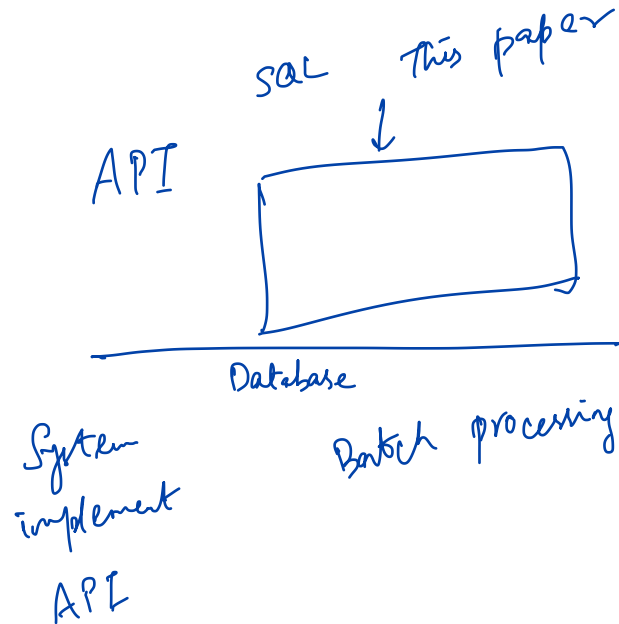 SQL This paper
API
Database
System
implement
API
Batch processing